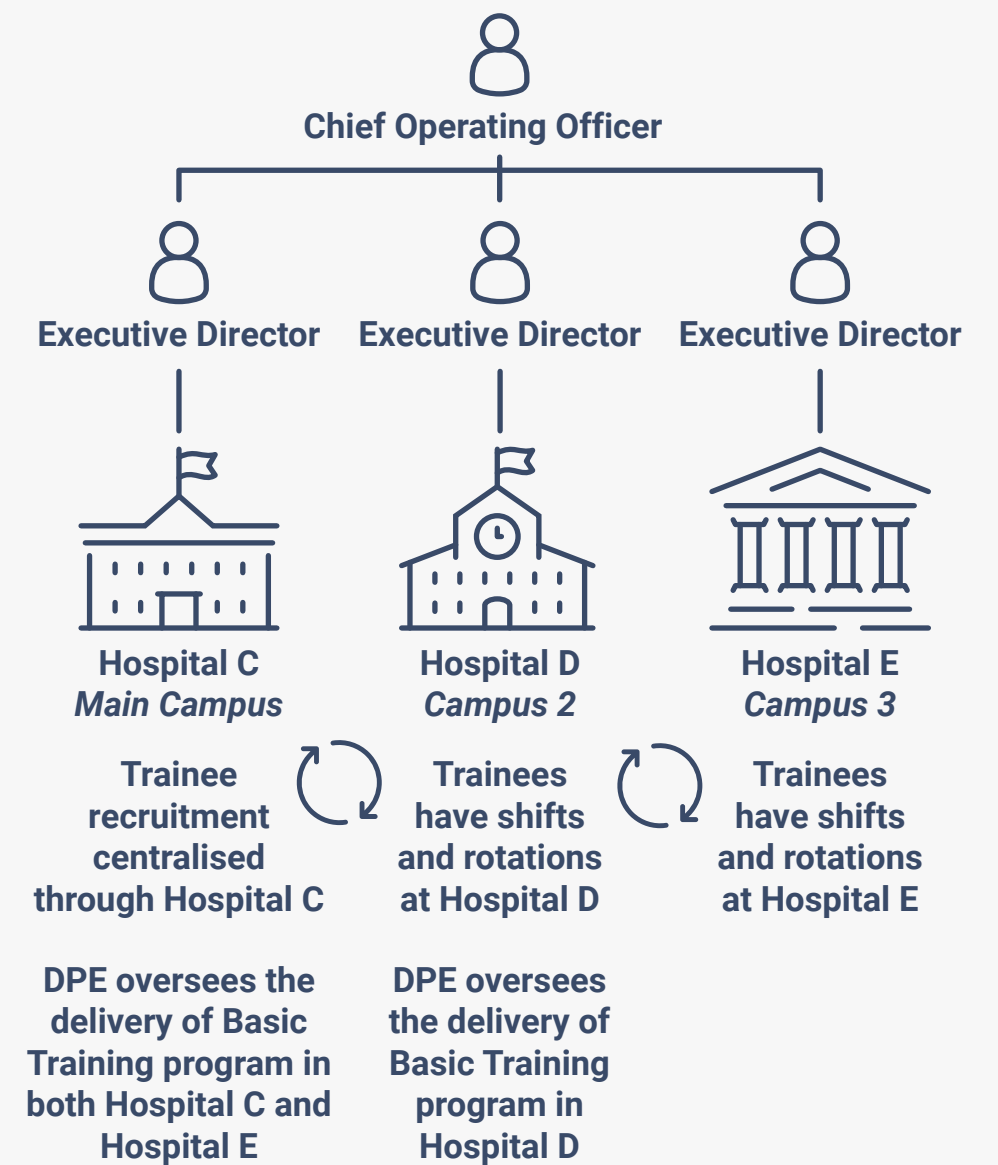 Chief Operating Officer
Executive Director
Executive Director
Executive Director
Hospital C
Main Campus
Hospital D
Campus 2
Hospital E
Campus 3
Trainee
recruitment
centralised
through Hospital C
Trainees
have shifts
and rotations
at Hospital D
Trainees
have shifts
and rotations
at Hospital E
DPE oversees the
delivery of Basic
Training program in
both Hospital C and
Hospital E
DPE oversees
the delivery of
Basic Training
program in
Hospital D